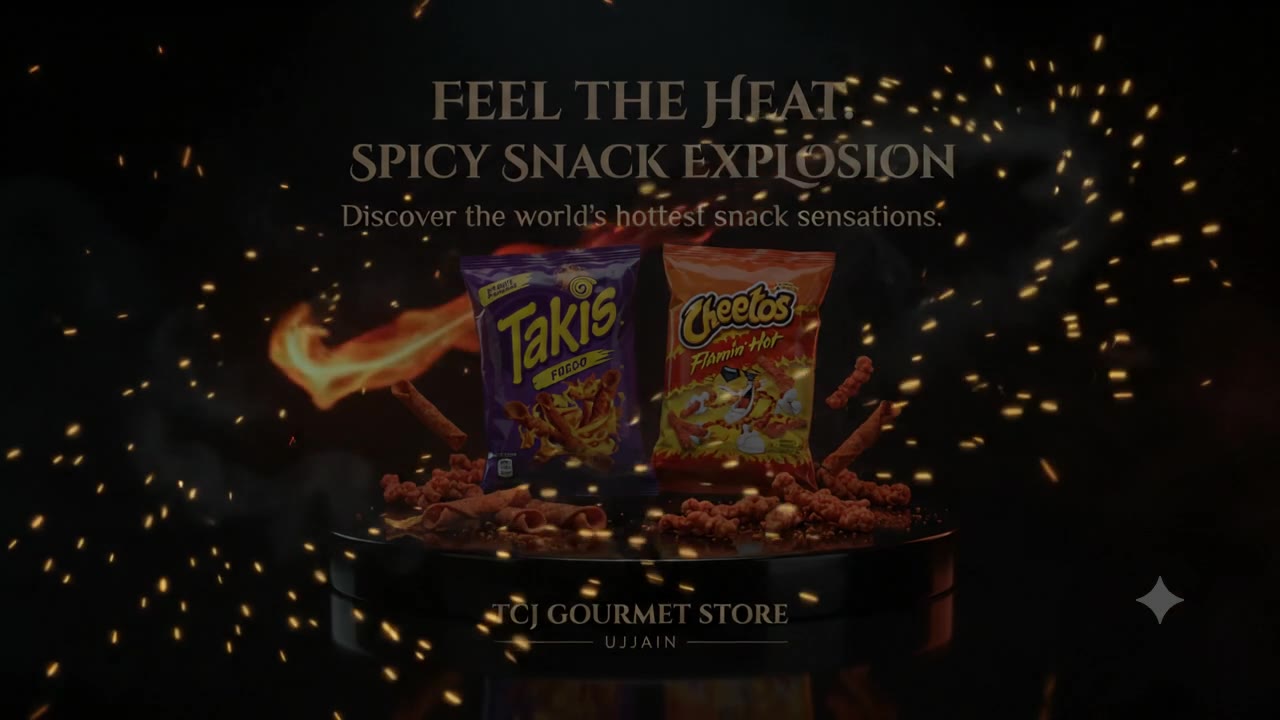 FEEL THE HEAT.
SPICY SNACK EXPLOSION
Discover the world's hottest snack sensations.
Takis
FUEGO
Cheetos
Flamin' Hot
TCJ GOURMET STORE
UJJAIN